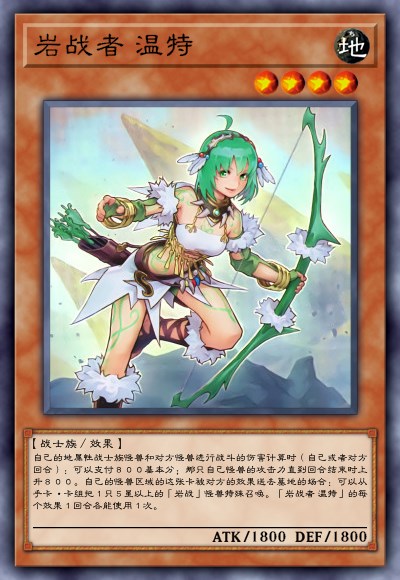 岩战者 温特
地
【战士族/效果】
自己的地属性战士族怪兽和对方怪兽进行战斗的伤害计算时（自己或者对方
回合）：可以支付800基本分；那只自己怪兽的攻击力直到回合结束时上
升800。自己的怪兽区域的这张卡被对方的效果送去墓地的场合：可以从
手卡·卡组把1只5星以上的「岩战」怪兽特殊召唤。「岩战者 温特」的每
个效果1回合各能使用1次。
ATK/1800 DEF/1800